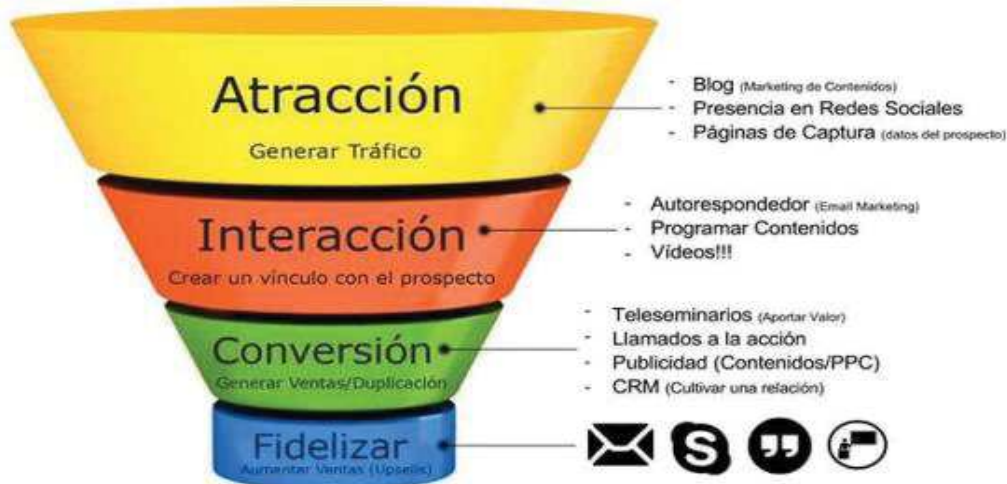 Atracción
Generar Tráfico
- Blog (Marketing de Contenidos)
- Presencia en Redes Sociales
- Páginas de Captura (datos del prospecto)
Interacción
Crear un vínculo con el prospecto
- Autorespondedor (Email Marketing)
- Programar Contenidos
- Vídeos!!!
Conversión
Generar Ventas/Duplicación
- Teleseminarios (Aportar Valor)
- Llamados a la acción
- Publicidad (Contenidos/PPC)
- CRM (Cultivar una relación)
Fidelizar
Aumentar Ventas (Upsells)